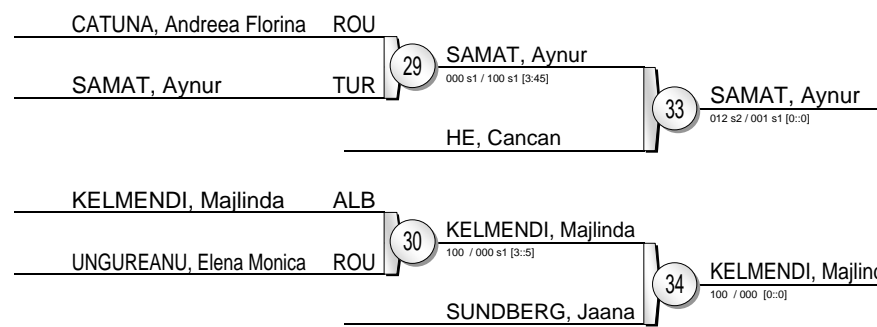 CATUNA, Andreea Florina ROU
29
SAMAT, Aynur
000 s1 / 100 s1 [3:45]
SAMAT, Aynur TUR
33
SAMAT, Aynur
012 s2 / 001 s1 [0::0]
HE, Cancan
KELMENDI, Majlinda ALB
30
KELMENDI, Majlinda
100 / 000 s1 [3::5]
UNGUREANU, Elena Monica ROU
34
KELMENDI, Majlind
100 / 000 [0::0]
SUNDBERG, Jaana